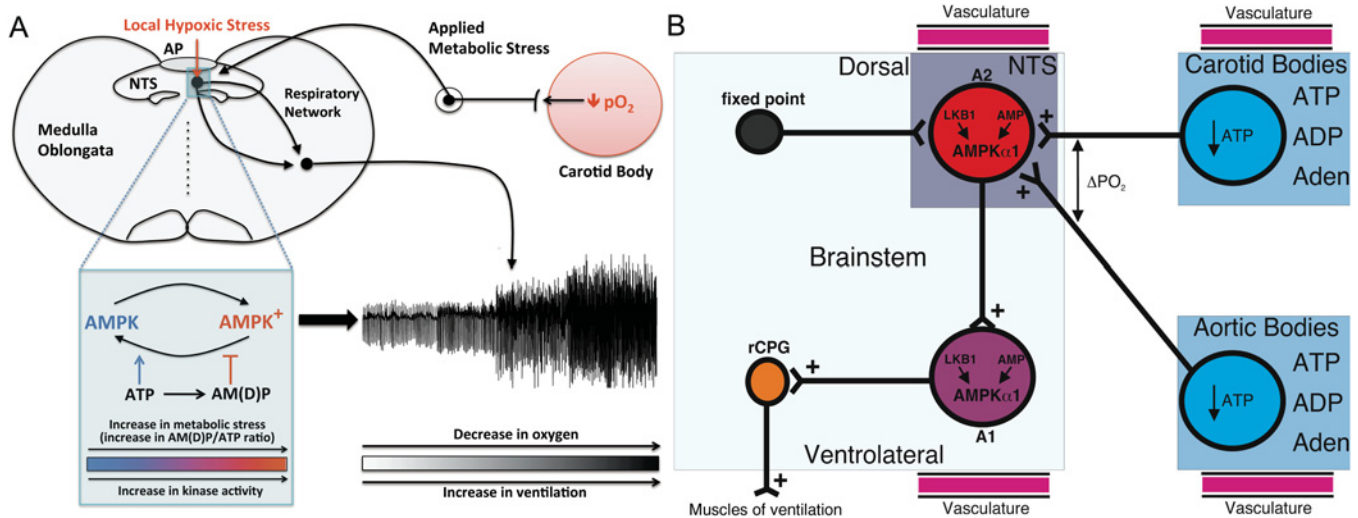 A
Local Hypoxic Stress
AP
NTS
Medulla
Oblongata
Respiratory
Network
Applied
Metabolic Stress
pO2
Carotid Body
AMPK
AMPK+
ATP
AM(D)P
Increase in metabolic stress
(increase in AM(D)P/ATP ratio)
Increase in kinase activity
Decrease in oxygen
Increase in ventilation
B
Vasculature
Vasculature
Dorsal
NTS
A2
LKB1
AMP
AMPKα1
fixed point
+
+
ΔPO2
Carotid Bodies
ATP
ATP
ADP
Aden
Brainstem
+
LKB1
AMP
AMPKα1
A1
rCPG
+
+
Ventrolateral
Muscles of ventilation
Vasculature
Aortic Bodies
ATP
ATP
ADP
Aden
Vasculature